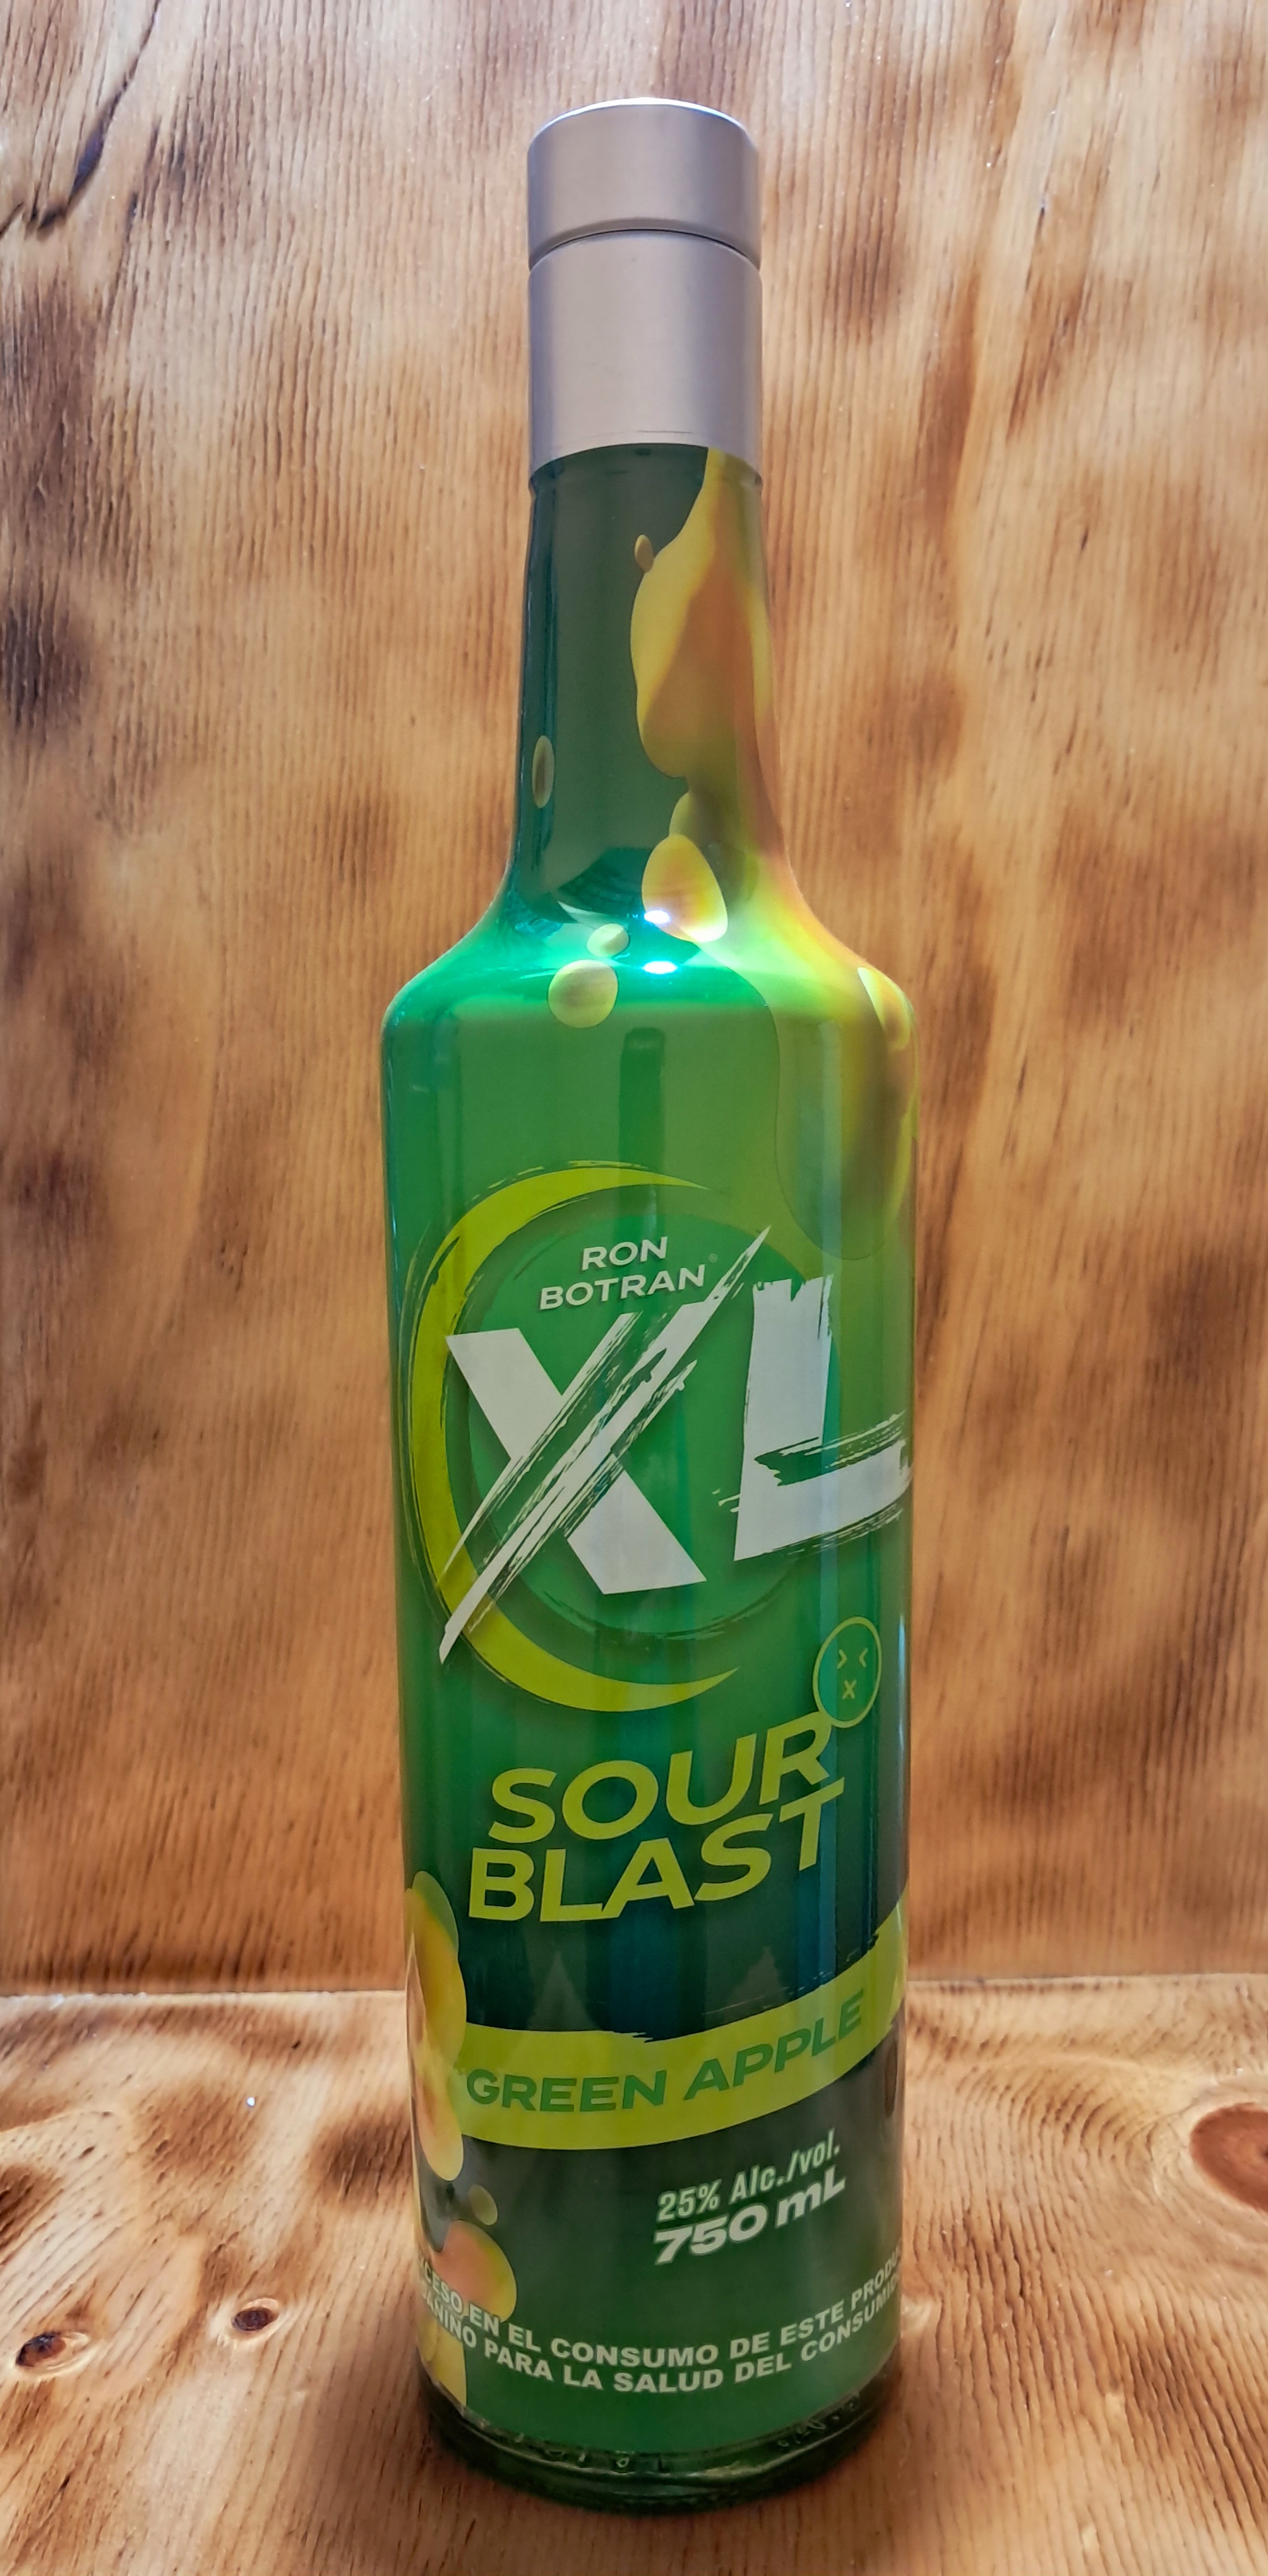 RON
BOTRAN®
XL
SOUR
BLAST
GREEN APPLE
25% Alc./vol.
750 mL
EN EL CONSUMO DE ESTE
PARA LA SALUD DEL